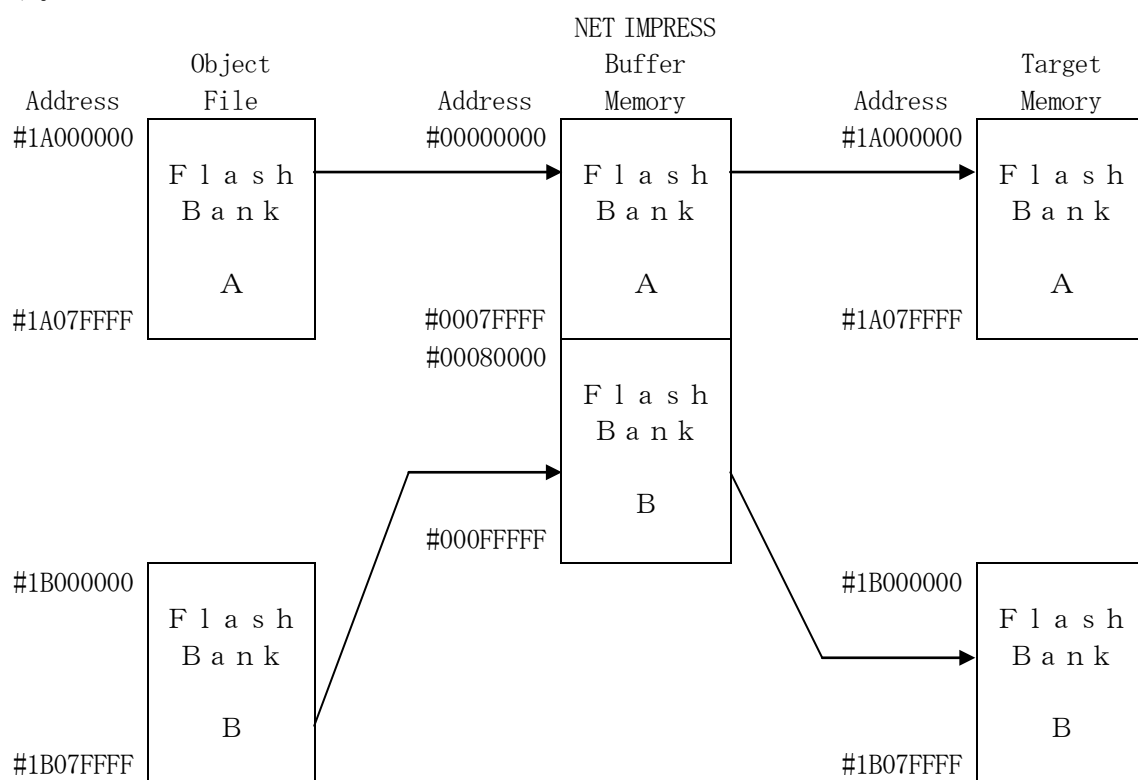 NET IMPRESS
Object Buffer Target
Address File Address Memory Address Memory
#1A000000 #00000000 #1A000000
Flash Flash Flash
Bank Bank Bank
A A A
#1A07FFFF #0007FFFF #1A07FFFF
#00080000
Flash
Bank
B
#000FFFFF
#1B000000 #1B000000
Flash Flash
Bank Bank
B B
#1B07FFFF #1B07FFFF